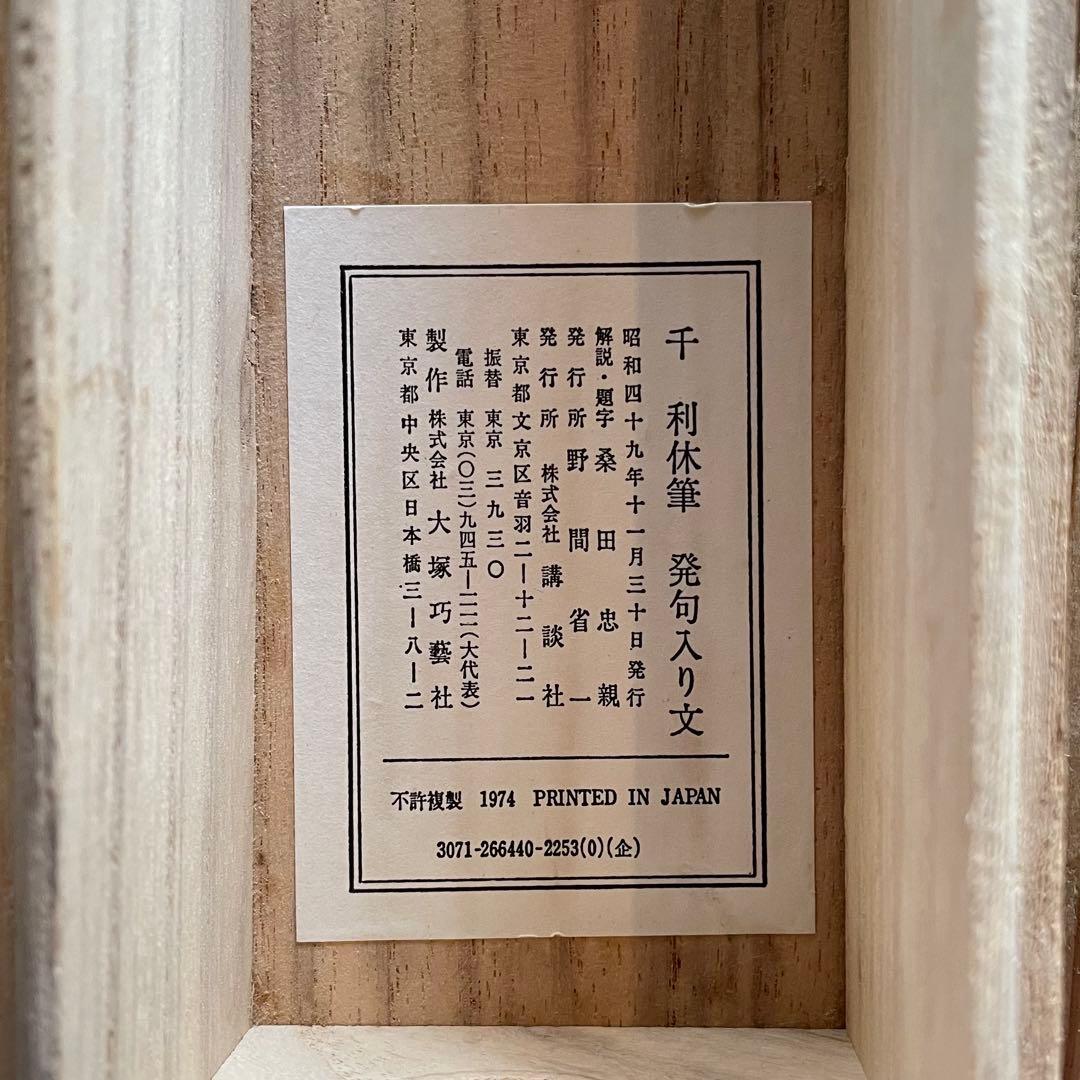 千 利休筆 発句入り文
昭和四十九年十一月三十日発行
解説・題字 桑田忠親
発行所 野間省一
発行所 株式会社 講談社
東京都文京区音羽二ー十二ー二一
振替 東京 三九三〇
電話 東京(〇三)九四五ー一一一一(大代表)
製作 株式会社 大塚巧藝社
東京都中央区日本橋三ー八ー二
不許複製 1974 PRINTED IN JAPAN
3071-266440-2253(0)(企)